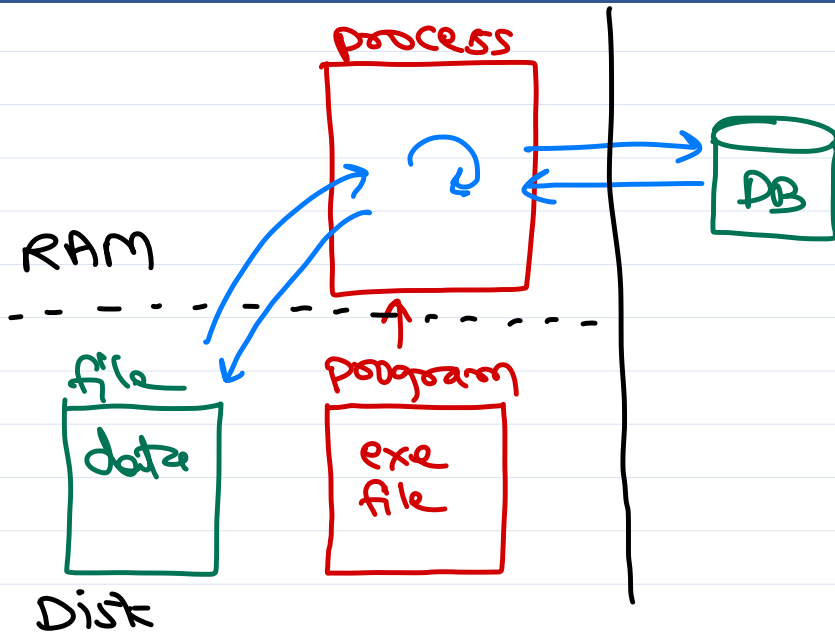 process
DB
RAM
file
program
data
exe
file
Disk